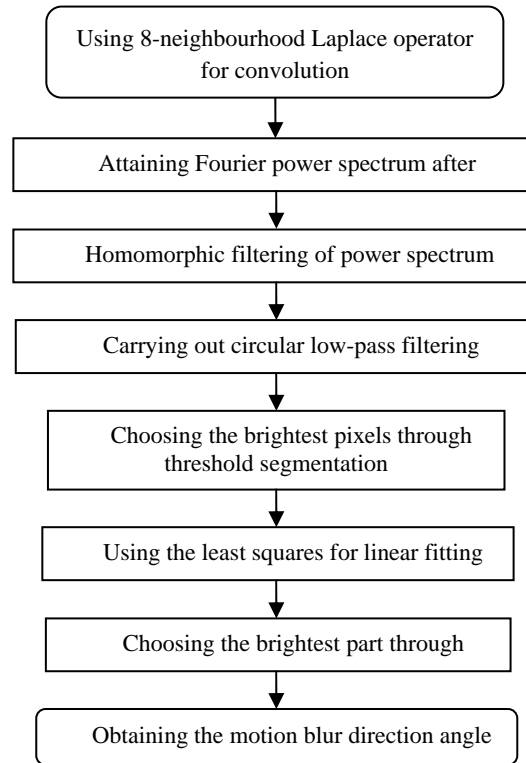 Using 8-neighbourhood Laplace operator
for convolution
Attaining Fourier power spectrum after
Homomorphic filtering of power spectrum
Carrying out circular low-pass filtering
Choosing the brightest pixels through
threshold segmentation
Using the least squares for linear fitting
Choosing the brightest part through
Obtaining the motion blur direction angle